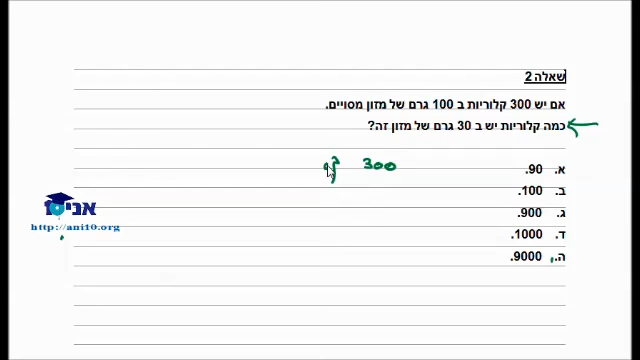 שאלה 2
אם יש 300 קלוריות ב 100 גרם של מזון מסויים.
כמה קלוריות יש ב 30 גרם של מזון זה?
300
א. 90.
ב. 100.
ג. 900.
ד. 1000.
ה. 9000.
אני10
http://ani10.org